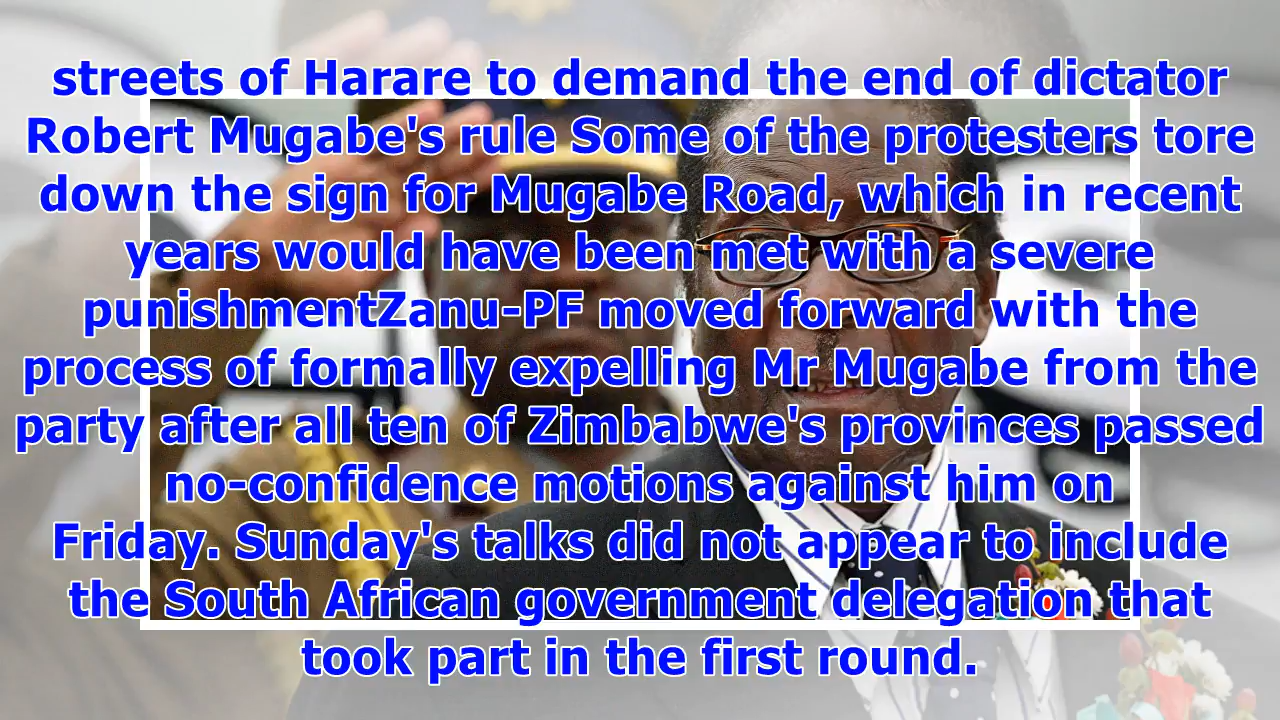 streets of Harare to demand the end of dictator
Robert Mugabe's rule Some of the protesters tore
down the sign for Mugabe Road, which in recent
years would have been met with a severe
punishmentZanu-PF moved forward with the
process of formally expelling Mr Mugabe from the
party after all ten of Zimbabwe's provinces passed
no-confidence motions against him on
Friday. Sunday's talks did not appear to include
the South African government delegation that
took part in the first round.